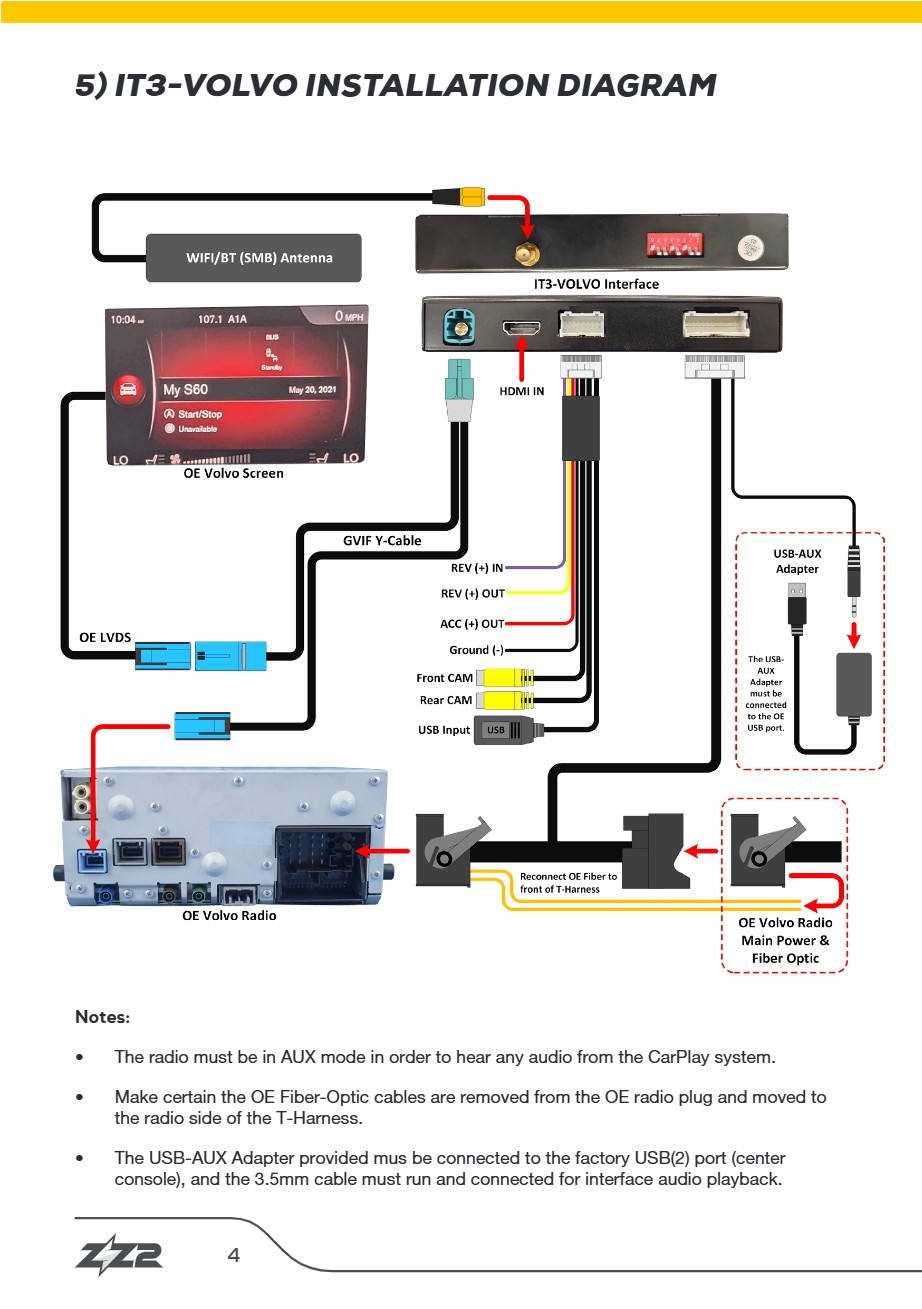 5) IT3-VOLVO INSTALLATION DIAGRAM
WIFI/BT (SMB) Antenna
IT3-VOLVO Interface
10:04 AM
107.1 A1A
0 MPH
BUS
Standby
My S60
May 20, 2021
Start/Stop
Unavailable
LO
LO
OE Volvo Screen
HDMI IN
GVIF Y-Cable
REV (+) IN
REV (+) OUT
ACC (+) OUT
Ground (-)
Front CAM
Rear CAM
USB Input
USB
OE LVDS
USB-AUX
Adapter
The USB-
AUX
Adapter
must be
connected
to the OE
USB port.
OE Volvo Radio
Reconnect OE Fiber to
front of T-Harness
OE Volvo Radio
Main Power &
Fiber Optic
Notes:
• The radio must be in AUX mode in order to hear any audio from the CarPlay system.
• Make certain the OE Fiber-Optic cables are removed from the OE radio plug and moved to
the radio side of the T-Harness.
• The USB-AUX Adapter provided mus be connected to the factory USB(2) port (center
console), and the 3.5mm cable must run and connected for interface audio playback.
ZZ2
4